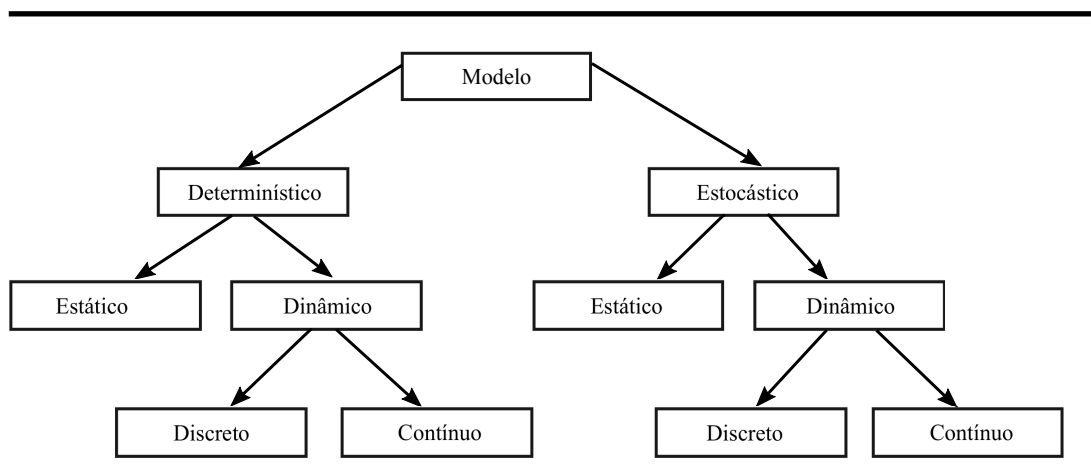 Modelo
Determinístico
Estocástico
Estático
Dinâmico
Estático
Dinâmico
Discreto
Contínuo
Discreto
Contínuo